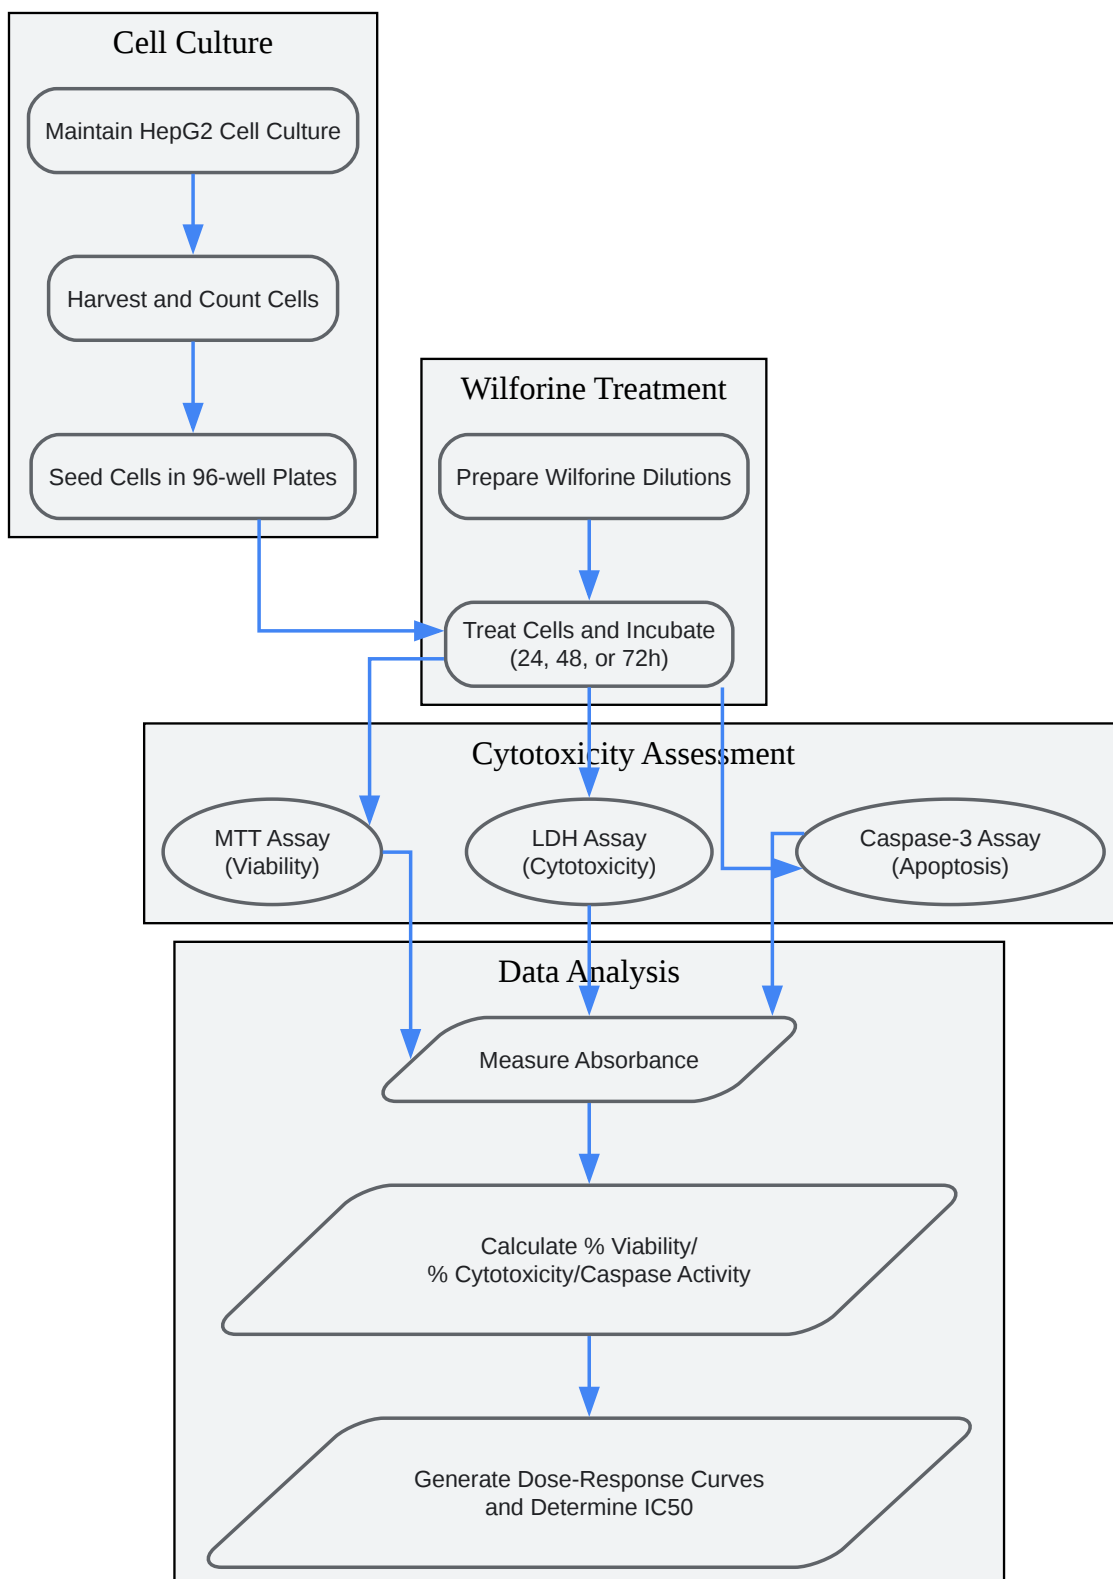 Cell Culture
Maintain HepG2 Cell Culture
Harvest and Count Cells
Seed Cells in 96-well Plates
Wilforine Treatment
Prepare Wilforine Dilutions
Treat Cells and Incubate
(24, 48, or 72h)
Cytotoxicity Assessment
MTT Assay
(Viability)
LDH Assay
(Cytotoxicity)
Caspase-3 Assay
(Apoptosis)
Data Analysis
Measure Absorbance
Calculate % Viability/
% Cytotoxicity/Caspase Activity
Generate Dose-Response Curves
and Determine IC50